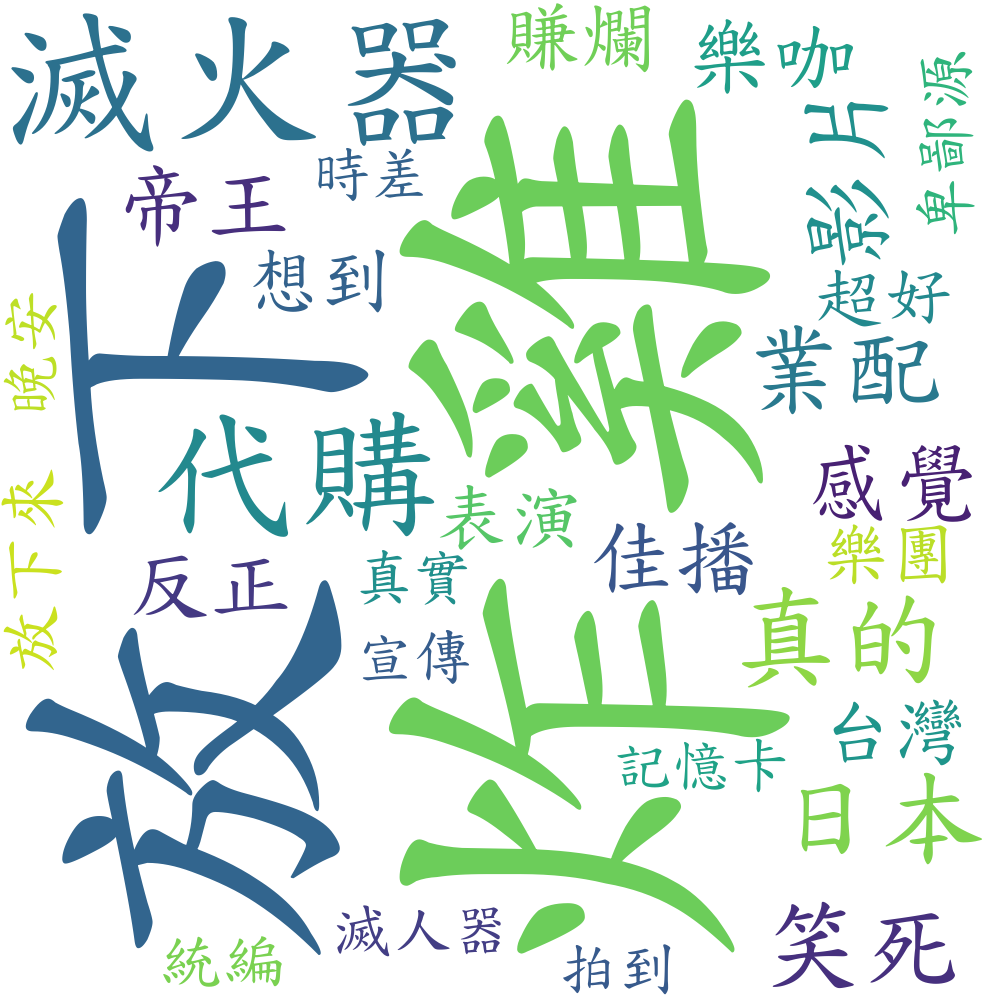 滅火器
賺爛
樂咖
影片
卑鄙源
帝王
時差
想到
超好
業配
晚安
放下
炸雞
代購
表演
感覺
樂團
佳播
放下來
反正
真實
宣傳
真的
台灣
記憶卡
日本
滅人器
統編
拍到
笑死